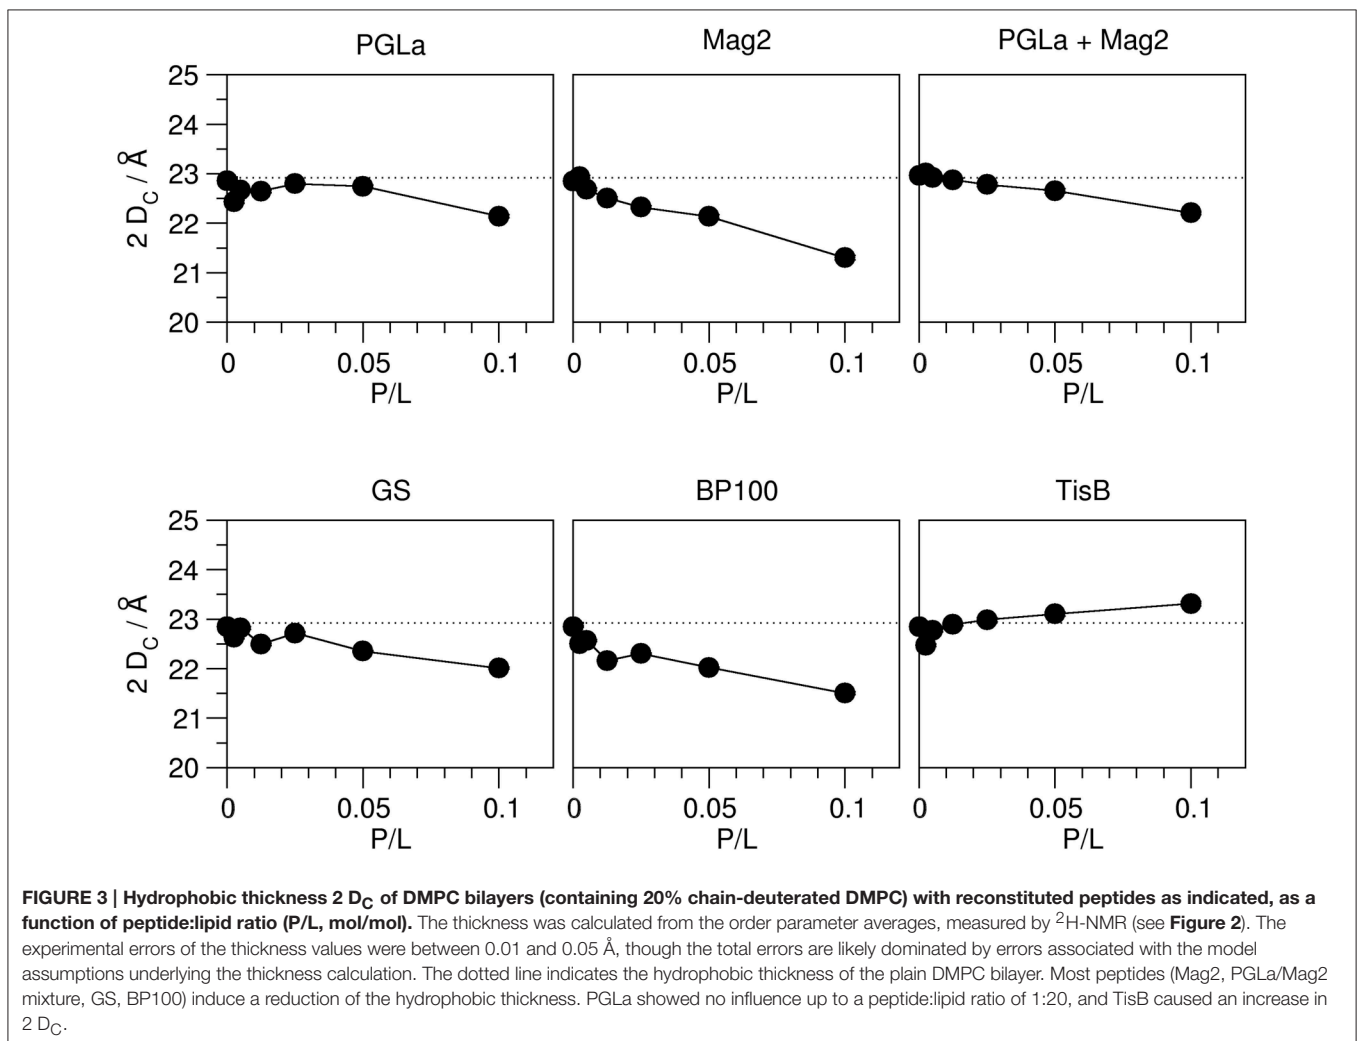 PGLa
Mag2
PGLa + Mag2
25
24
23
22
21
20
2 D_C / Å
0
0.05
0.1
P/L
0
0.05
0.1
P/L
0
0.05
0.1
P/L
GS
BP100
TisB
25
24
23
22
21
20
2 D_C / Å
0
0.05
0.1
P/L
0
0.05
0.1
P/L
0
0.05
0.1
P/L
FIGURE 3 | Hydrophobic thickness 2 D_C of DMPC bilayers (containing 20% chain-deuterated DMPC) with reconstituted peptides as indicated, as a
function of peptide:lipid ratio (P/L, mol/mol). The thickness was calculated from the order parameter averages, measured by ²H-NMR (see Figure 2). The
experimental errors of the thickness values were between 0.01 and 0.05 Å, though the total errors are likely dominated by errors associated with the model
assumptions underlying the thickness calculation. The dotted line indicates the hydrophobic thickness of the plain DMPC bilayer. Most peptides (Mag2, PGLa/Mag2
mixture, GS, BP100) induce a reduction of the hydrophobic thickness. PGLa showed no influence up to a peptide:lipid ratio of 1:20, and TisB caused an increase in
2 D_C.